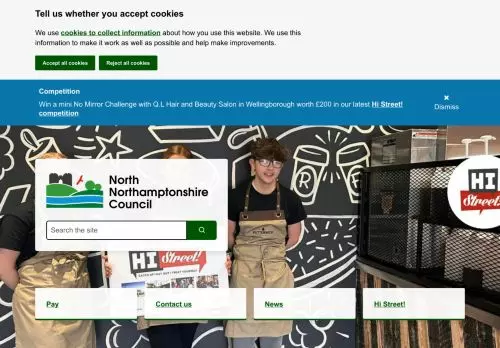 Tell us whether you accept cookies
We use cookies to collect information about how you use this website. We use this
information to make it work as well as possible and help make improvements.
Accept all cookies
Reject all cookies
Competition
Win a mini No Mirror Challenge with Q.L Hair and Beauty Salon in Wellingborough worth £200 in our latest Hi Street!
competition
×
Dismiss
North
Northamptonshire
Council
Search the site
HI
Street!
HI
Street!
R
F
Pay
Contact us
News
Hi Street!